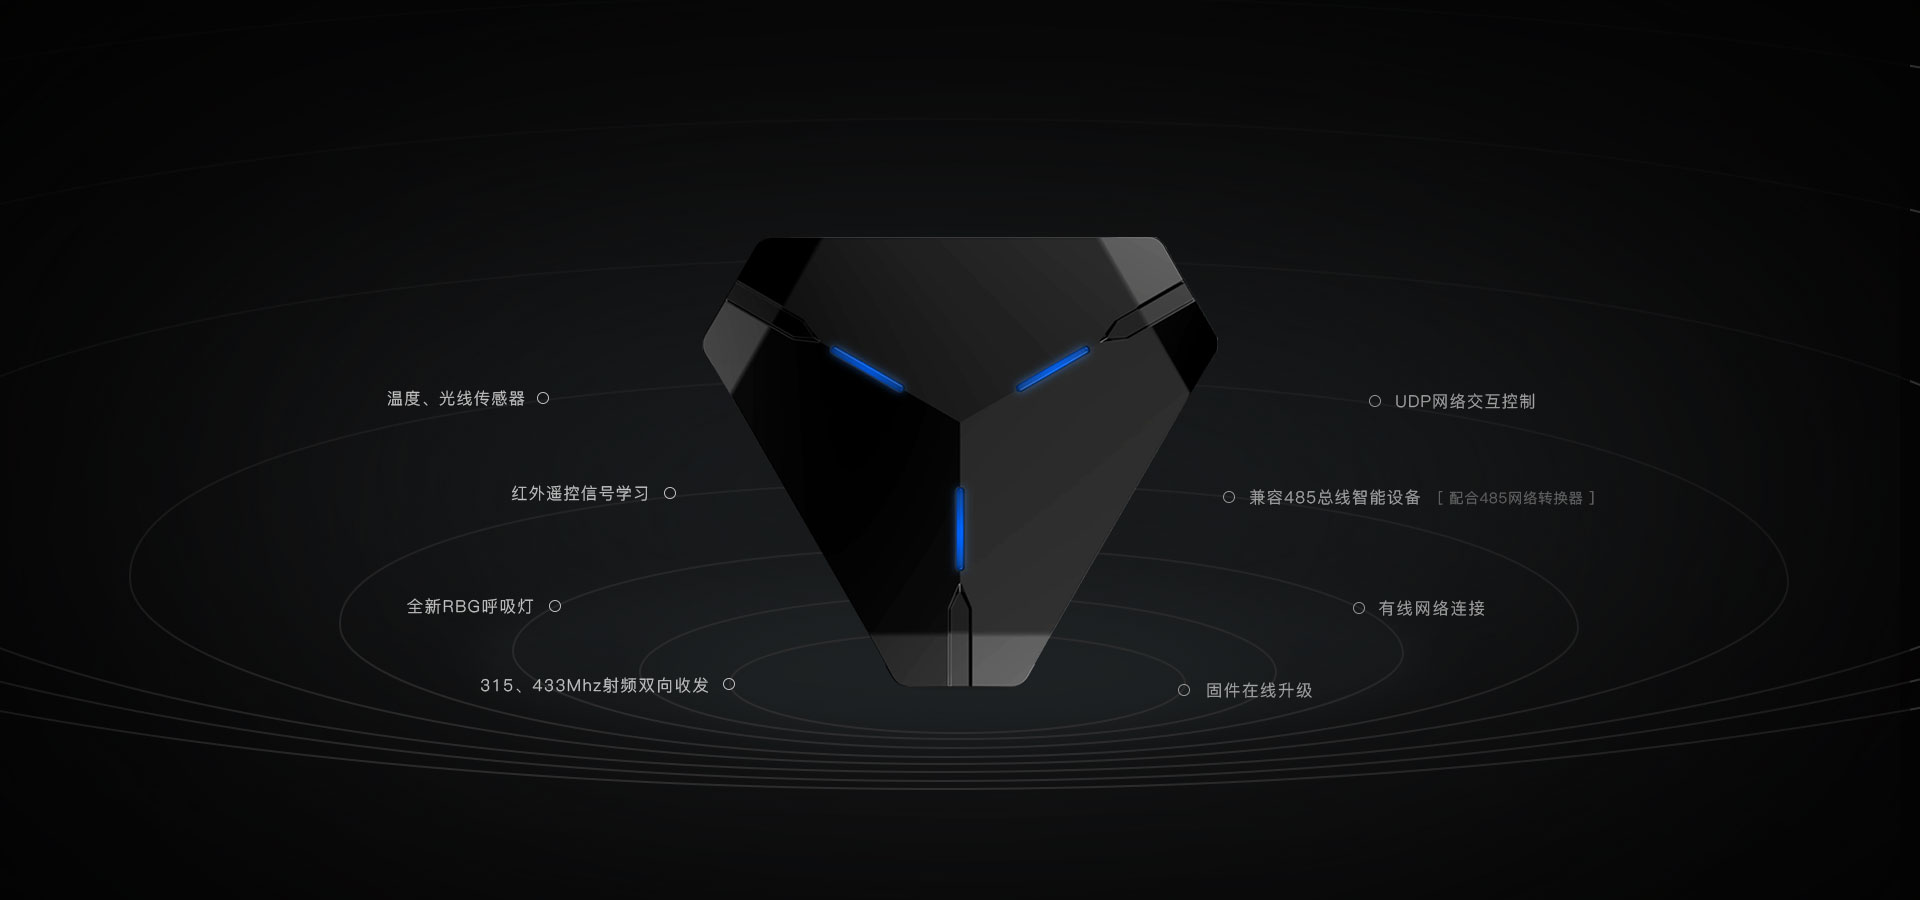 温度、光线传感器
UDP网络交互控制
红外遥控信号学习
兼容485总线智能设备 [ 配合485网络转换器 ]
全新RBG呼吸灯
有线网络连接
315、433Mhz射频双向收发
固件在线升级